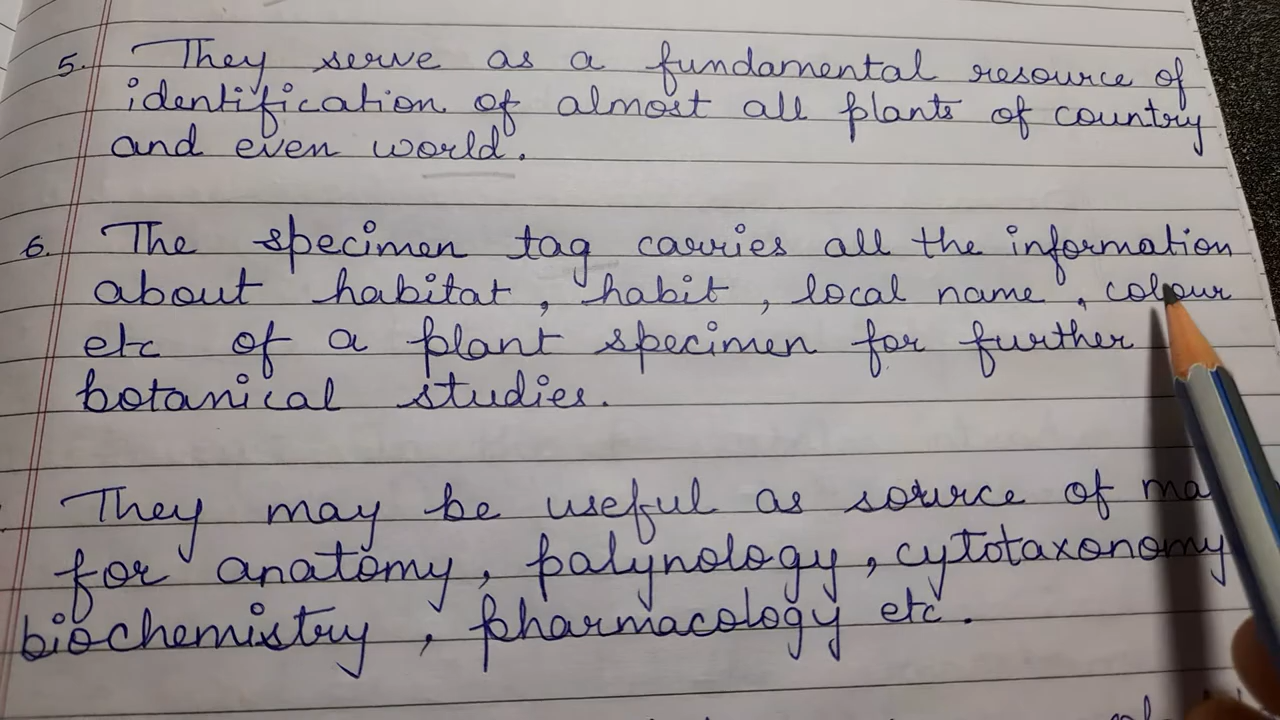 5. They serve as a fundamental resource of
identification of almost all plants of country
and even world.
6. The specimen tag carries all the information
about habitat, habit, local name, colour
etc of a plant specimen for further
botanical studies.
They may be useful as source of
for anatomy, palynology, cytotaxonomy
biochemistry, pharmacology etc.